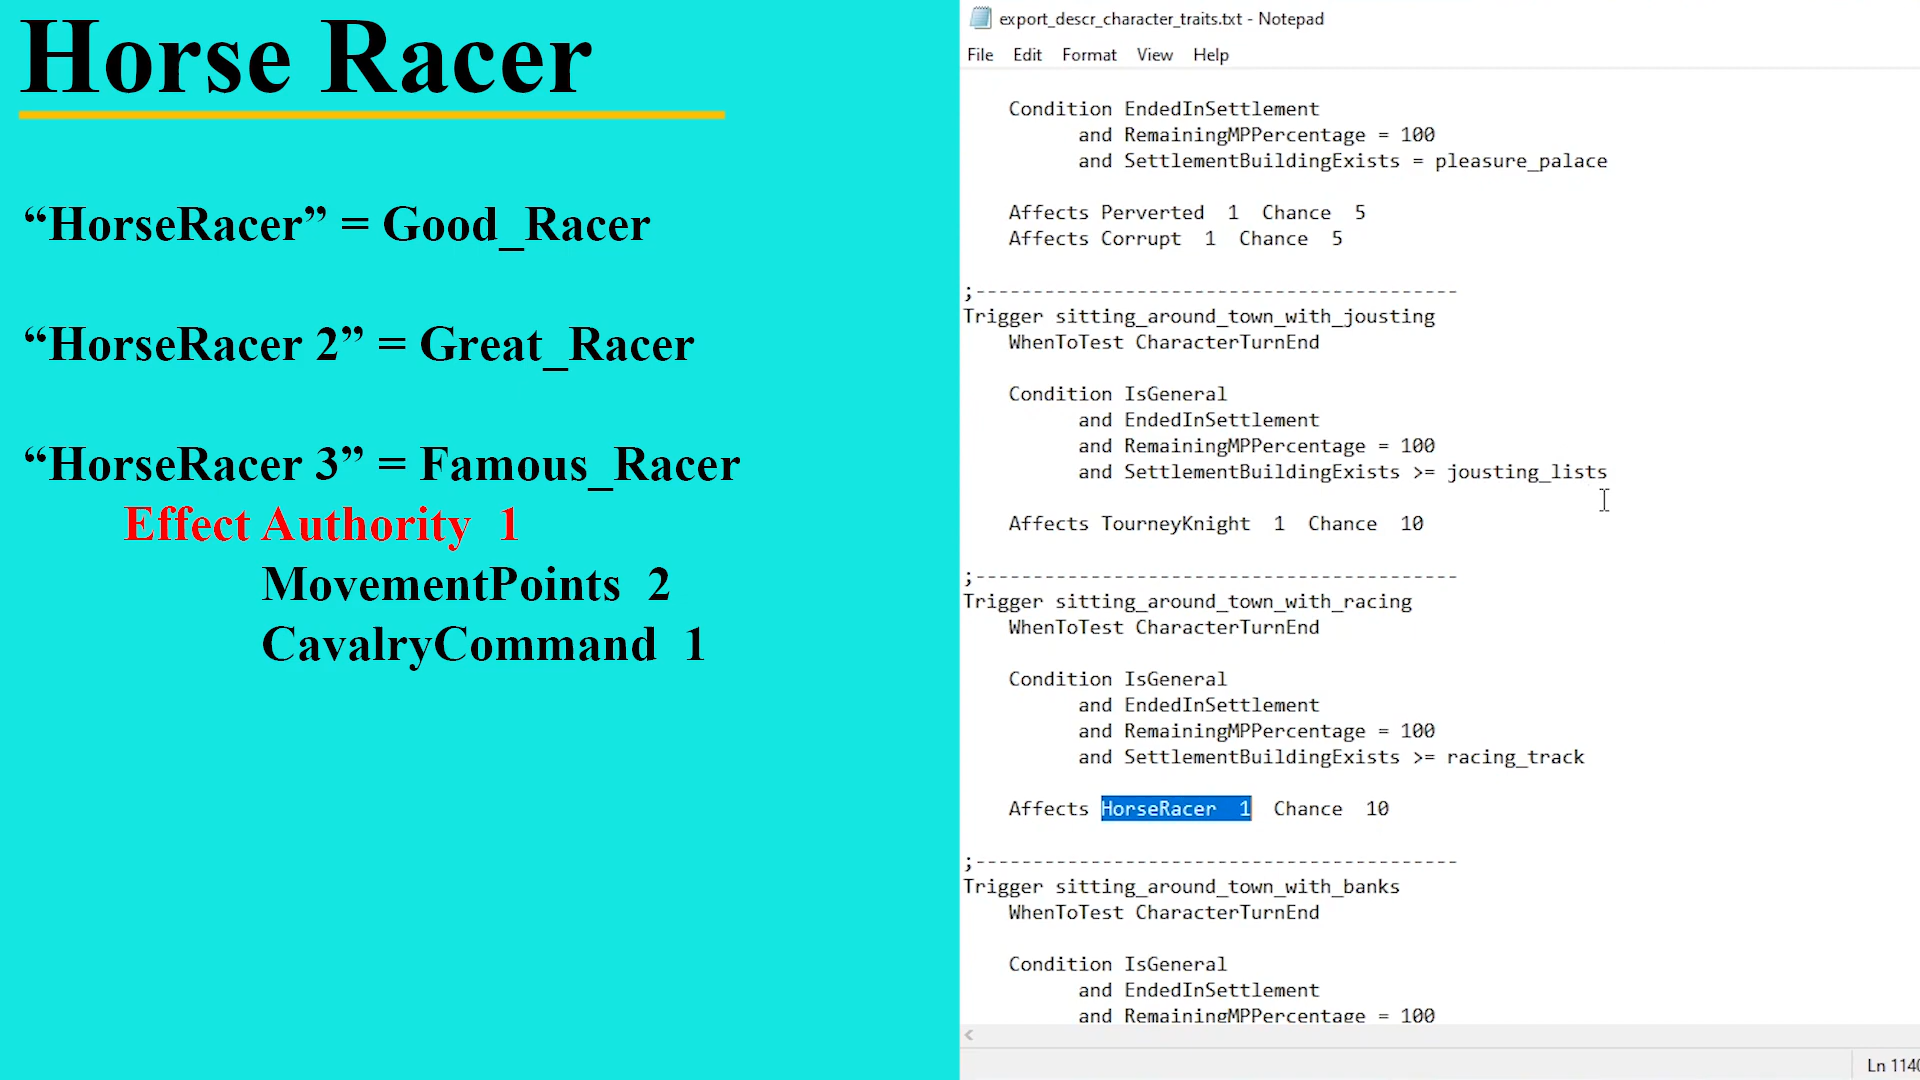 Horse Racer
“HorseRacer” = Good_Racer
“HorseRacer 2” = Great_Racer
“HorseRacer 3” = Famous_Racer
Effect Authority 1
MovementPoints 2
CavalryCommand 1
export_descr_character_traits.txt - Notepad
File Edit Format View Help
Condition EndedInSettlement
and RemainingMPPercentage = 100
and SettlementBuildingExists = pleasure_palace
Affects Perverted 1 Chance 5
Affects Corrupt 1 Chance 5
;------------------------------------------
Trigger sitting_around_town_with_jousting
WhenToTest CharacterTurnEnd
Condition IsGeneral
and EndedInSettlement
and RemainingMPPercentage = 100
and SettlementBuildingExists >= jousting_lists
Affects TourneyKnight 1 Chance 10
;------------------------------------------
Trigger sitting_around_town_with_racing
WhenToTest CharacterTurnEnd
Condition IsGeneral
and EndedInSettlement
and RemainingMPPercentage = 100
and SettlementBuildingExists >= racing_track
Affects HorseRacer 1 Chance 10
;------------------------------------------
Trigger sitting_around_town_with_banks
WhenToTest CharacterTurnEnd
Condition IsGeneral
and EndedInSettlement
and RemainingMPPercentage = 100
Ln 1140